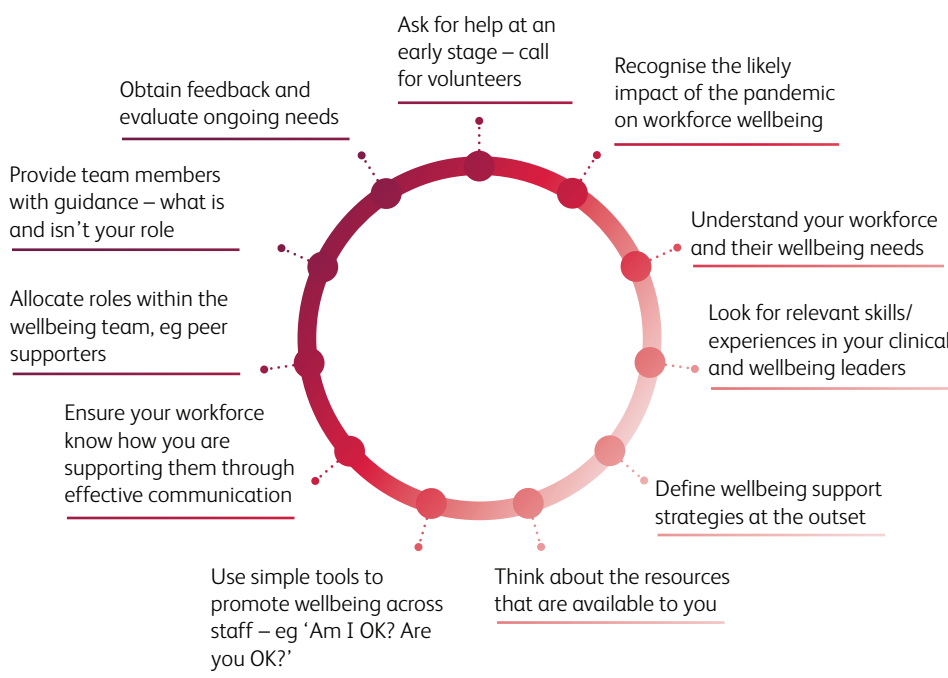 Ask for help at an
early stage – call
for volunteers
Recognise the likely
impact of the pandemic
on workforce wellbeing
Understand your workforce
and their wellbeing needs
Look for relevant skills/
experiences in your clinical
and wellbeing leaders
Define wellbeing support
strategies at the outset
Think about the resources
that are available to you
Use simple tools to
promote wellbeing across
staff – eg ‘Am I OK? Are
you OK?’
Ensure your workforce
know how you are
supporting them through
effective communication
Allocate roles within the
wellbeing team, eg peer
supporters
Provide team members
with guidance – what is
and isn’t your role
Obtain feedback and
evaluate ongoing needs